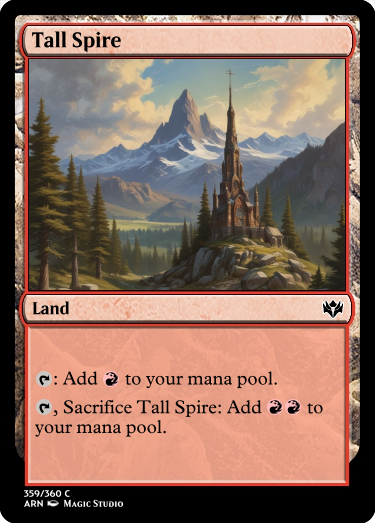 Tall Spire
Land
: Add to your mana pool.
, Sacrifice Tall Spire: Add to
your mana pool.
359/360 C
ARN Magic Studio